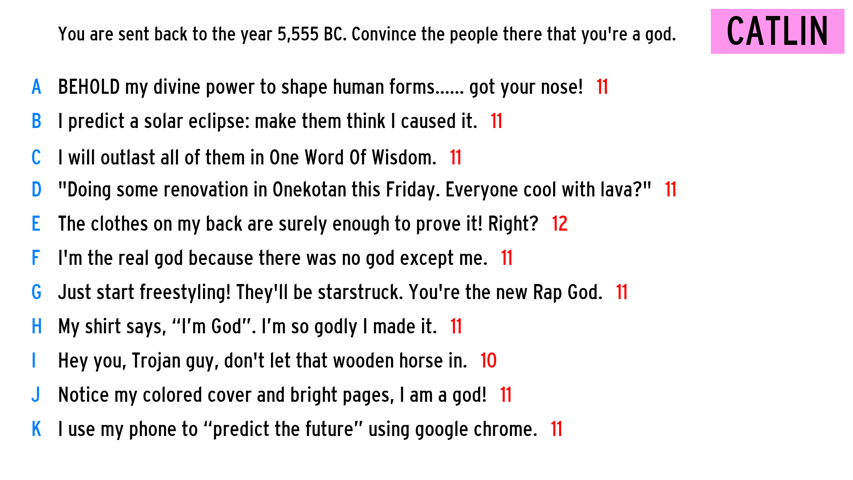 You are sent back to the year 5,555 BC. Convince the people there that you're a god.
CATLIN
A BEHOLD my divine power to shape human forms...... got your nose! 11
B I predict a solar eclipse: make them think I caused it. 11
C I will outlast all of them in One Word Of Wisdom. 11
D "Doing some renovation in Onekotan this Friday. Everyone cool with lava?" 11
E The clothes on my back are surely enough to prove it! Right? 12
F I'm the real god because there was no god except me. 11
G Just start freestyling! They'll be starstruck. You're the new Rap God. 11
H My shirt says, “I’m God”. I’m so godly I made it. 11
I Hey you, Trojan guy, don't let that wooden horse in. 10
J Notice my colored cover and bright pages, I am a god! 11
K I use my phone to “predict the future” using google chrome. 11